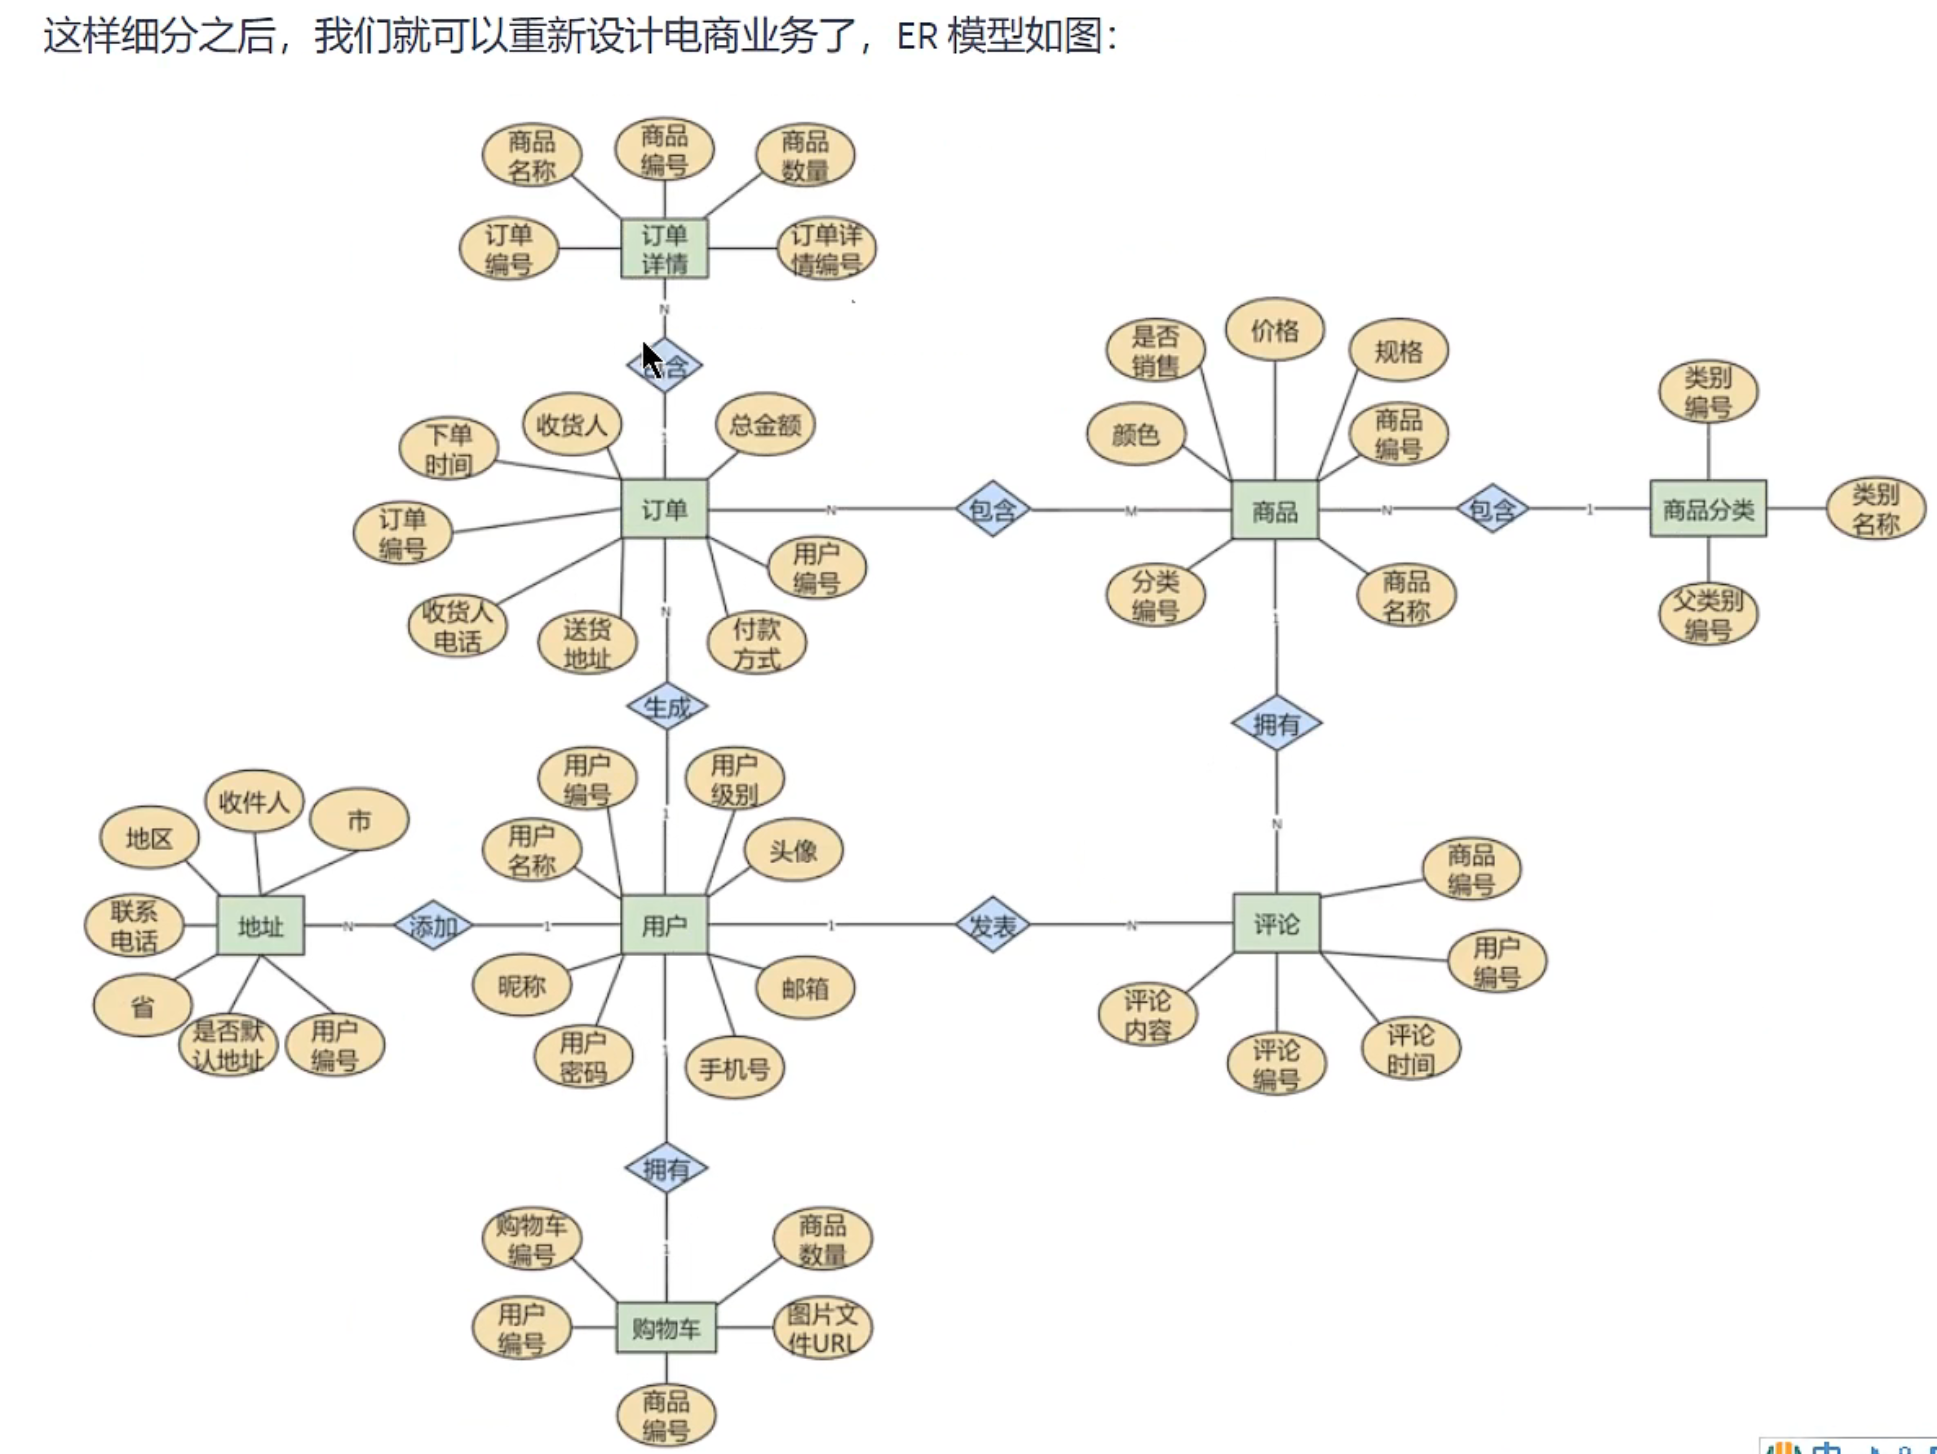 这样细分之后，我们就可以重新设计电商业务了，ER 模型如图：
商品
名称
商品
编号
商品
数量
订单
编号
订单
详情
订单详
情编号
N
包含
1
下单
时间
收货人
总金额
订单
编号
订单
收货人
电话
送货
地址
付款
方式
用户
编号
N
包含
M
是否
销售
价格
规格
颜色
商品
编号
商品
分类
编号
商品
名称
N
包含
1
类别
编号
商品分类
类别
名称
父类别
编号
N
生成
1
1
拥有
N
地区
收件人
市
联系
电话
地址
省
是否默
认地址
用户
编号
N
添加
1
用户
编号
用户
级别
用户
名称
头像
用户
昵称
邮箱
用户
密码
手机号
1
发表
N
评论
商品
编号
用户
编号
评论
内容
评论
编号
评论
时间
1
拥有
1
购物车
编号
商品
数量
用户
编号
购物车
图片文
件URL
商品
编号